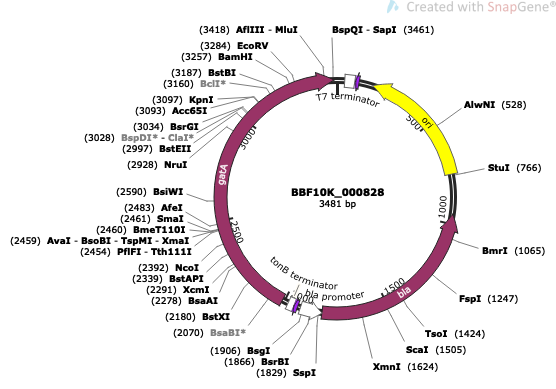 Created with SnapGene®
(3418) AflIII - MluI
BspQI - SapI (3461)
(3284) EcoRV
(3257) BamHI
(3187) BstBI
(3160) BclI*
(3097) KpnI
(3093) Acc65I
(3034) BsrGI
(3028) BspDI* - ClaI*
(2997) BstEII
(2928) NruI
T7 terminator
ori
500
AlwNI (528)
StuI (766)
3000
gatA
BBF10K_000828
3481 bp
1000
(2590) BsiWI
(2483) AfeI
(2461) SmaI
(2460) BmeT110I
(2459) AvaI - BsoBI - TspMI - XmaI
(2454) PflFI - Tth111I
(2392) NcoI
(2339) BstAPI
(2291) XcmI
(2278) BsaAI
(2180) BstXI
(2070) BsaBI*
2500
BmrI (1065)
tonB terminator
bla promoter
1500
bla
FspI (1247)
TsoI (1424)
ScaI (1505)
XmnI (1624)
(1906) BsgI
(1866) BsrBI
(1829) SspI